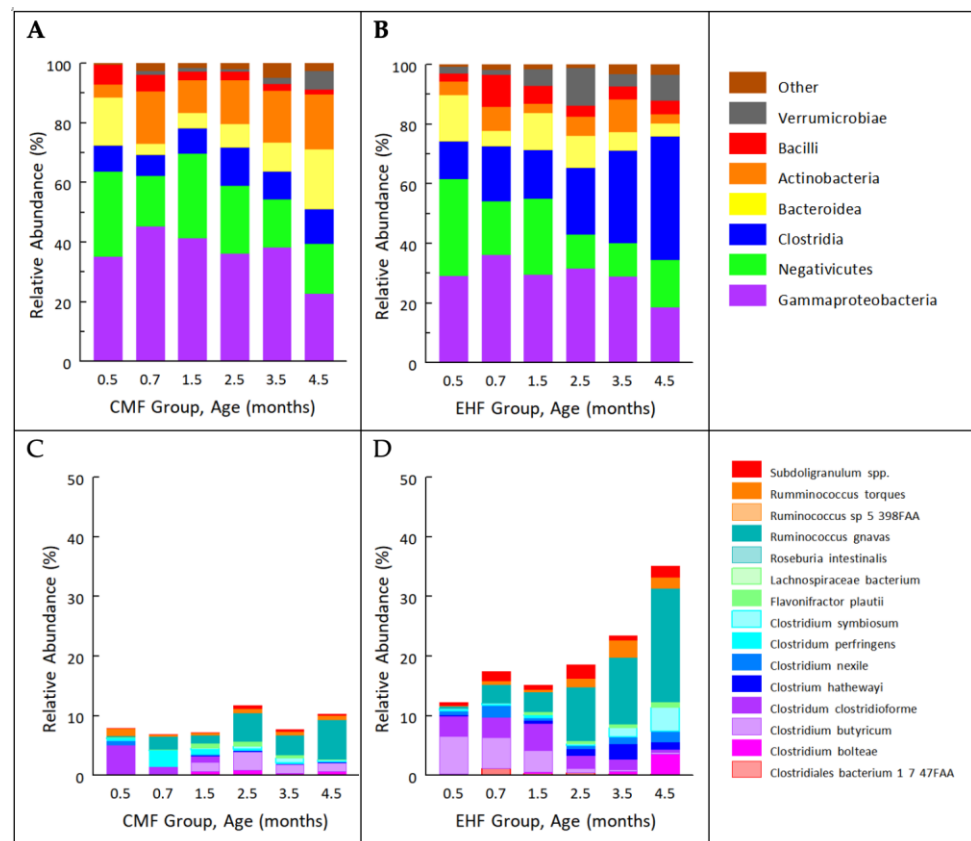 A
100
80
60
40
20
0
Relative Abundance (%)
0.5 0.7 1.5 2.5 3.5 4.5
CMF Group, Age (months)
B
100
80
60
40
20
0
Relative Abundance (%)
0.5 0.7 1.5 2.5 3.5 4.5
EHF Group, Age (months)
Other
Verrumicrobiae
Bacilli
Actinobacteria
Bacteroidea
Clostridia
Negativicutes
Gammaproteobacteria
C
50
40
30
20
10
0
Relative Abundance (%)
0.5 0.7 1.5 2.5 3.5 4.5
CMF Group, Age (months)
D
50
40
30
20
10
0
Relative Abundance (%)
0.5 0.7 1.5 2.5 3.5 4.5
EHF Group, Age (months)
Subdoligranulum spp.
Rumminococcus torques
Ruminococcus sp 5 398FAA
Ruminococcus gnavas
Roseburia intestinalis
Lachnospiraceae bacterium
Flavonifractor plautii
Clostridium symbiosum
Clostridum perfringens
Clostridium nexile
Clostrium hathewayi
Clostridum clostridioforme
Clostridium butyricum
Clostridium bolteae
Clostridiales bacterium 1 7 47FAA